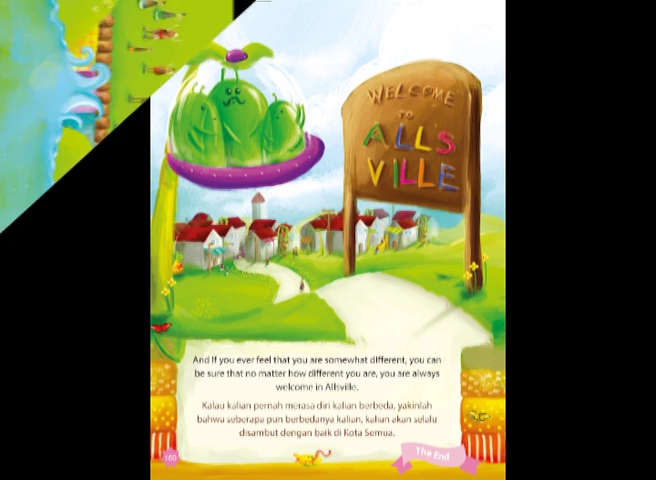 WELCOME
TO
ALLS
VILLE
And If you ever feel that you are somewhat different, you can
be sure that no matter how different you are, you are always
welcome in Allsville.
Kalau kalian pernah merasa diri kalian berbeda, yakinlah
bahwa seberapa pun berbedanya kalian, kalian akan selalu
disambut dengan baik di Kota Semua.
160
The End